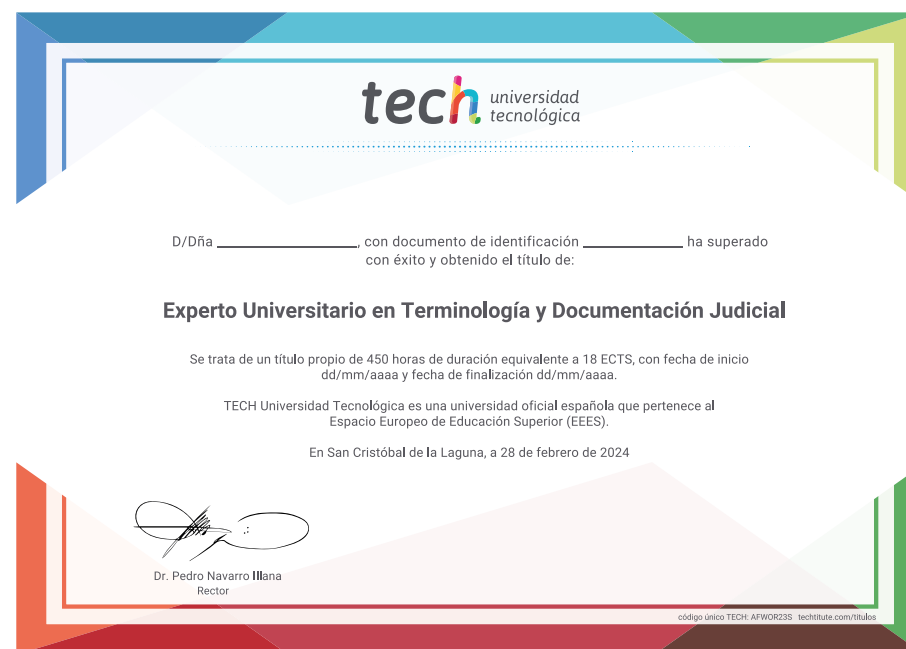 tech universidad
tecnológica
D/Dña ________________, con documento de identificación ____________ ha superado
con éxito y obtenido el título de:
Experto Universitario en Terminología y Documentación Judicial
Se trata de un título propio de 450 horas de duración equivalente a 18 ECTS, con fecha de inicio
dd/mm/aaaa y fecha de finalización dd/mm/aaaa.
TECH Universidad Tecnológica es una universidad oficial española que pertenece al
Espacio Europeo de Educación Superior (EEES).
En San Cristóbal de la Laguna, a 28 de febrero de 2024
Dr. Pedro Navarro Illana
Rector
código único TECH: AFWOR23S techtitute.com/titulos